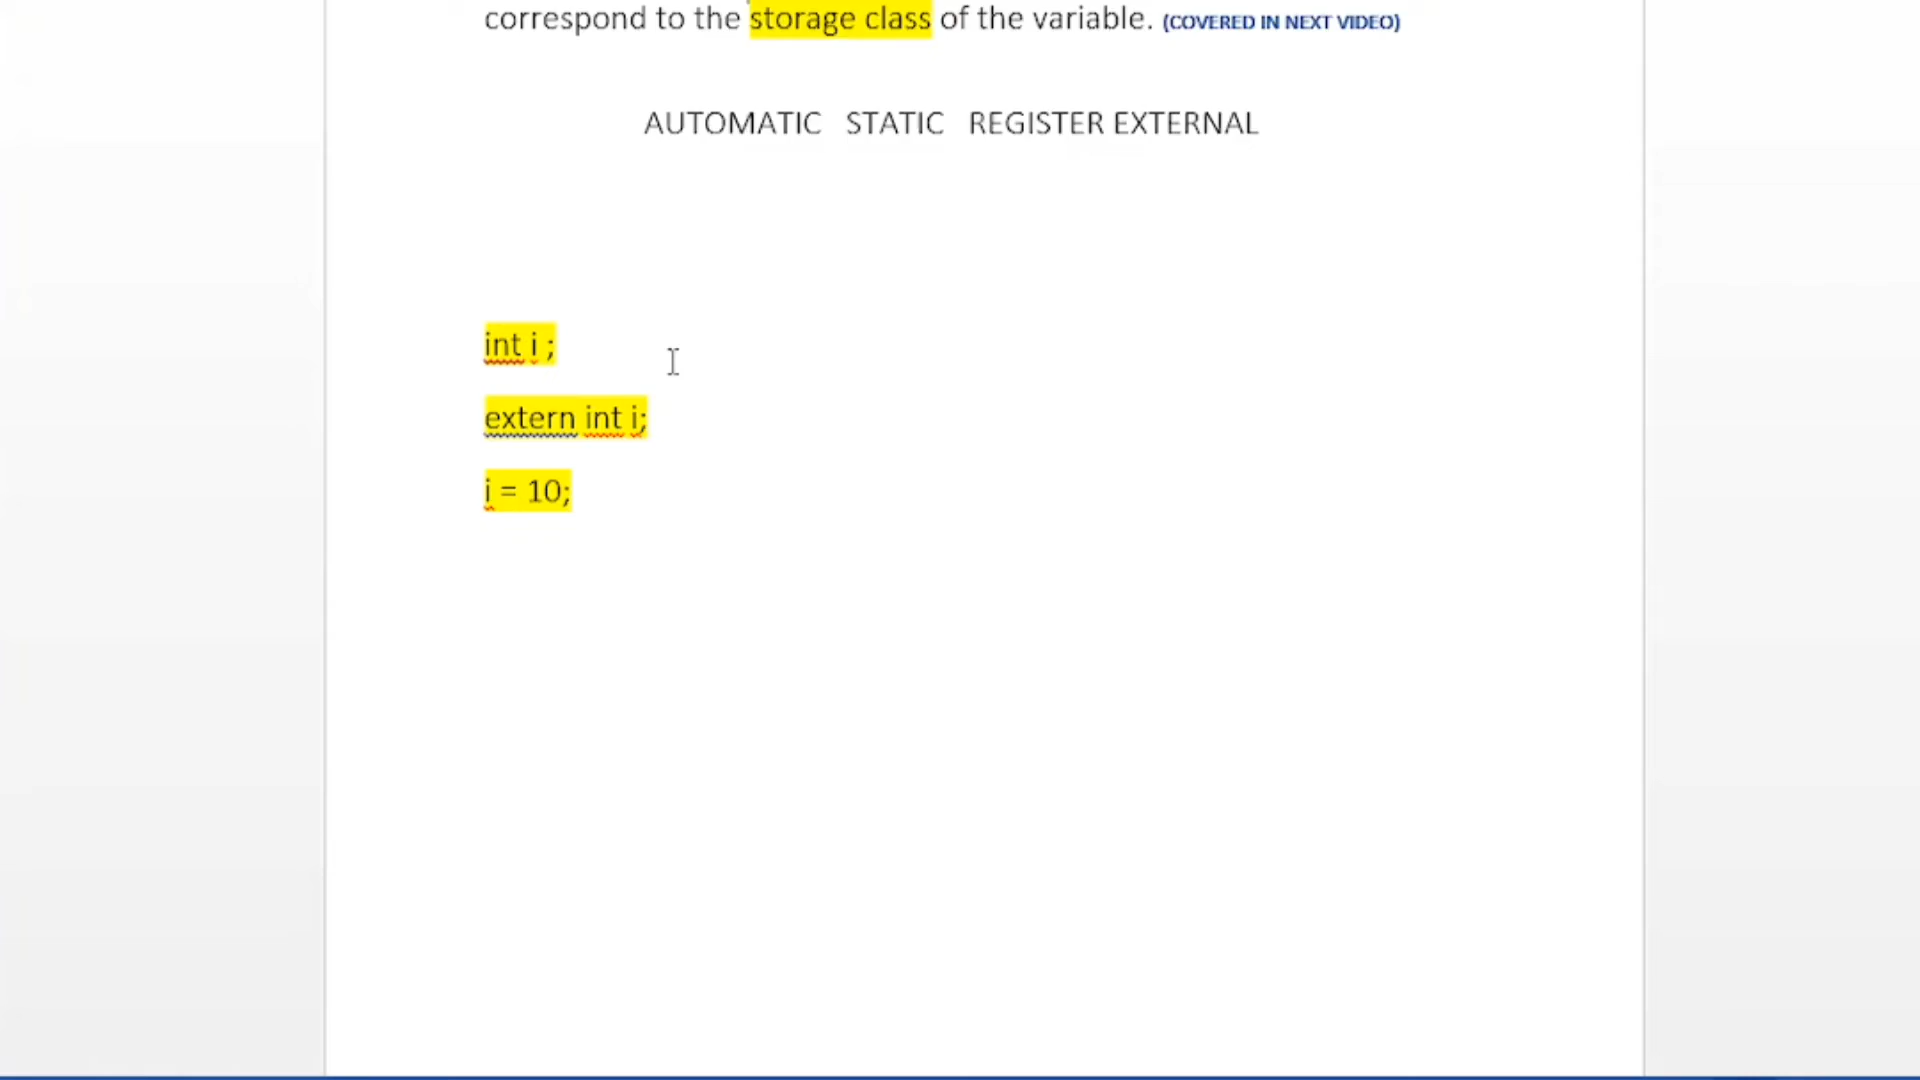 correspond to the storage class of the variable. (COVERED IN NEXT VIDEO)
AUTOMATIC STATIC REGISTER EXTERNAL
int i ;
extern int i;
i = 10;